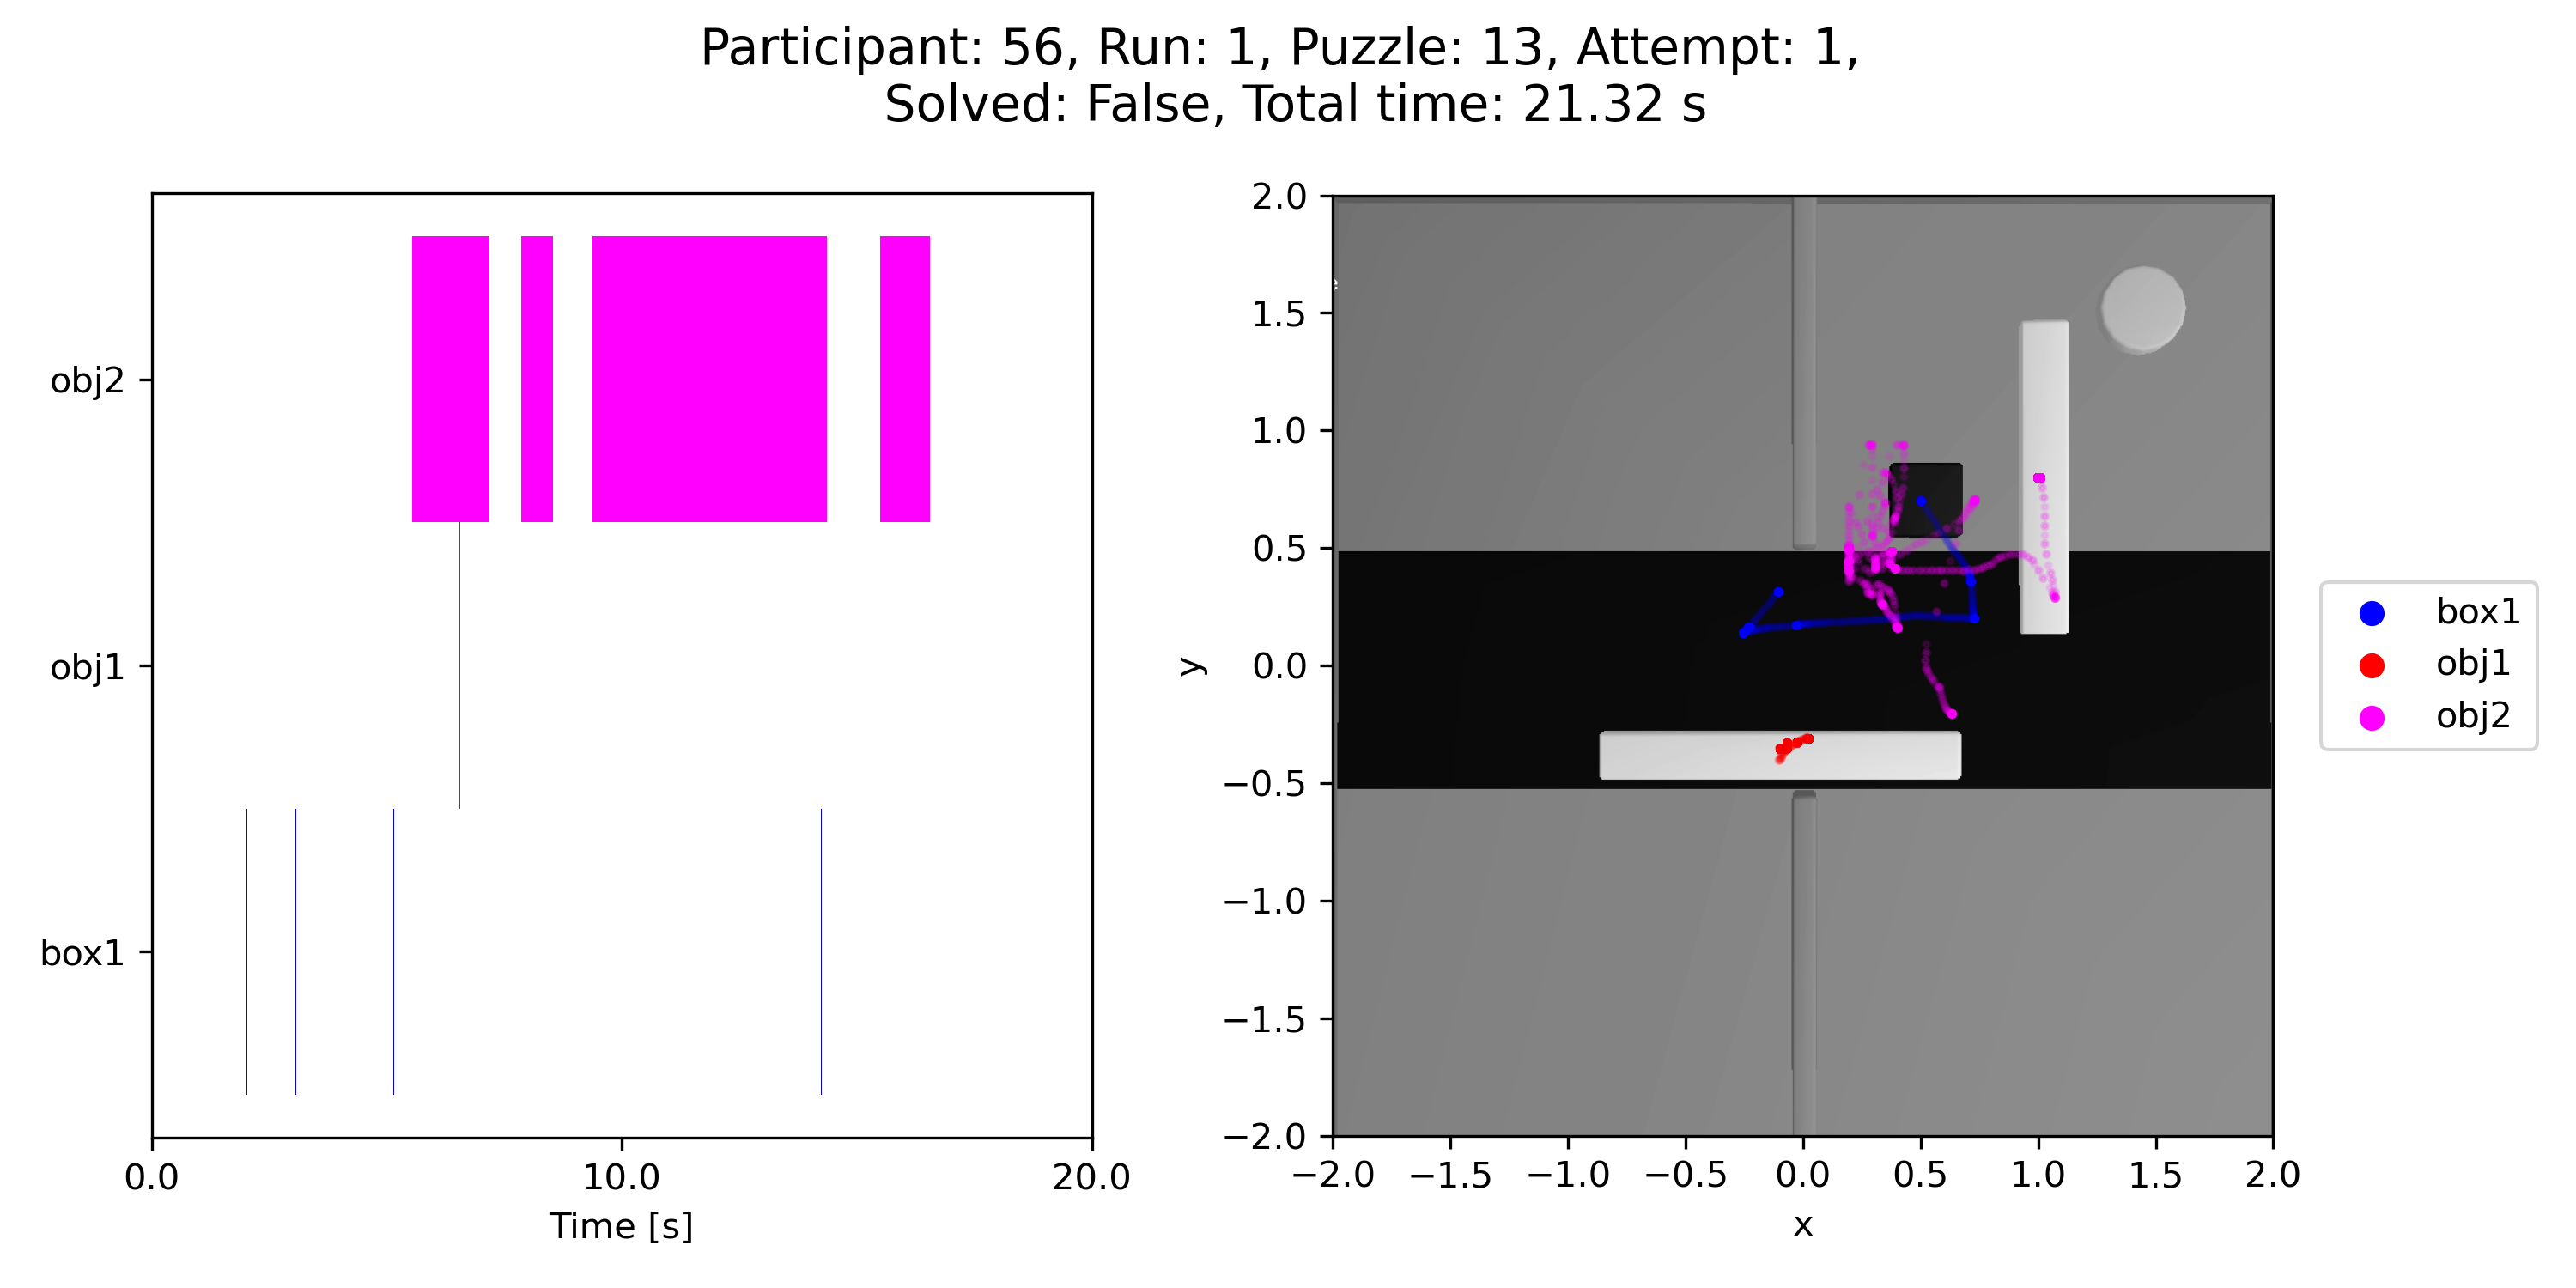 Participant: 56, Run: 1, Puzzle: 13, Attempt: 1,
Solved: False, Total time: 21.32 s
obj2
obj1
box1
0.0 10.0 20.0
Time [s]
2.0
1.5
1.0
0.5
0.0
−0.5
−1.0
−1.5
−2.0
y
−2.0 −1.5 −1.0 −0.5 0.0 0.5 1.0 1.5 2.0
x
e
box1
obj1
obj2